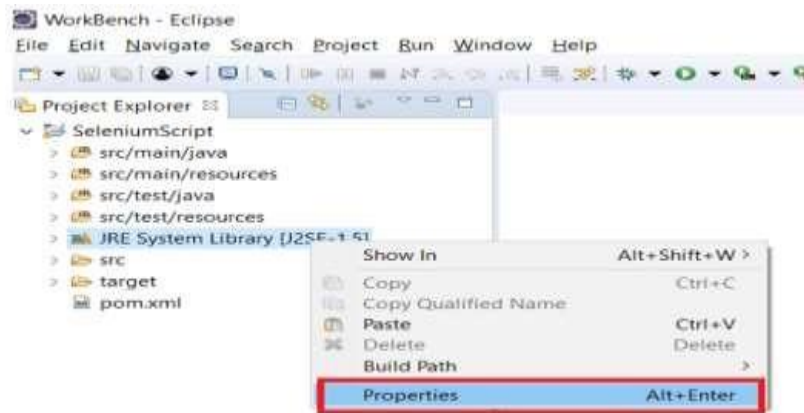 WorkBench - Eclipse
File Edit Navigate Search Project Run Window Help
Project Explorer
SeleniumScript
src/main/java
src/main/resources
src/test/java
src/test/resources
JRE System Library [J2SE-1.5]
src
target
pom.xml
Show In Alt+Shift+W >
Copy Ctrl+C
Copy Qualified Name
Paste Ctrl+V
Delete Delete
Build Path >
Properties Alt+Enter